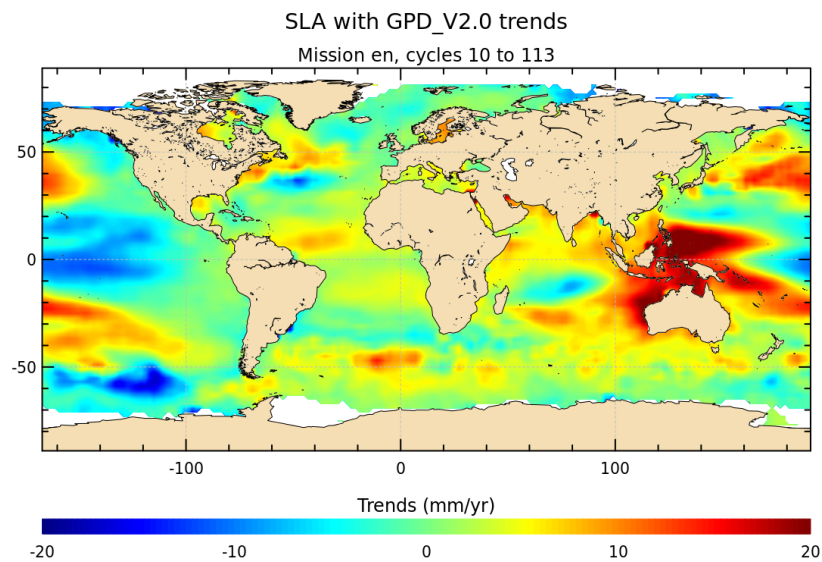 SLA with GPD_V2.0 trends
Mission en, cycles 10 to 113
50
0
-50
-100 0 100
Trends (mm/yr)
-20 -10 0 10 20